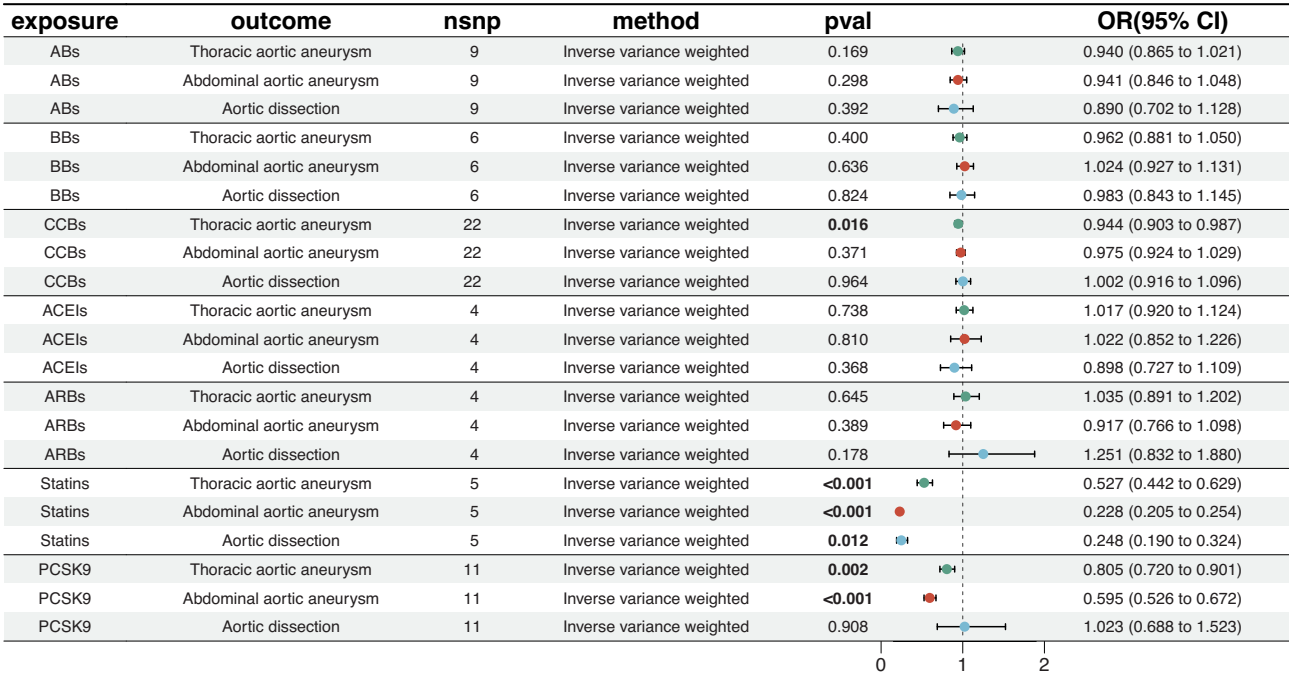 exposure outcome nsnp method pval OR(95% CI)
ABs Thoracic aortic aneurysm 9 Inverse variance weighted 0.169 0.940 (0.865 to 1.021)
ABs Abdominal aortic aneurysm 9 Inverse variance weighted 0.298 0.941 (0.846 to 1.048)
ABs Aortic dissection 9 Inverse variance weighted 0.392 0.890 (0.702 to 1.128)
BBs Thoracic aortic aneurysm 6 Inverse variance weighted 0.400 0.962 (0.881 to 1.050)
BBs Abdominal aortic aneurysm 6 Inverse variance weighted 0.636 1.024 (0.927 to 1.131)
BBs Aortic dissection 6 Inverse variance weighted 0.824 0.983 (0.843 to 1.145)
CCBs Thoracic aortic aneurysm 22 Inverse variance weighted 0.016 0.944 (0.903 to 0.987)
CCBs Abdominal aortic aneurysm 22 Inverse variance weighted 0.371 0.975 (0.924 to 1.029)
CCBs Aortic dissection 22 Inverse variance weighted 0.964 1.002 (0.916 to 1.096)
ACEIs Thoracic aortic aneurysm 4 Inverse variance weighted 0.738 1.017 (0.920 to 1.124)
ACEIs Abdominal aortic aneurysm 4 Inverse variance weighted 0.810 1.022 (0.852 to 1.226)
ACEIs Aortic dissection 4 Inverse variance weighted 0.368 0.898 (0.727 to 1.109)
ARBs Thoracic aortic aneurysm 4 Inverse variance weighted 0.645 1.035 (0.891 to 1.202)
ARBs Abdominal aortic aneurysm 4 Inverse variance weighted 0.389 0.917 (0.766 to 1.098)
ARBs Aortic dissection 4 Inverse variance weighted 0.178 1.251 (0.832 to 1.880)
Statins Thoracic aortic aneurysm 5 Inverse variance weighted <0.001 0.527 (0.442 to 0.629)
Statins Abdominal aortic aneurysm 5 Inverse variance weighted <0.001 0.228 (0.205 to 0.254)
Statins Aortic dissection 5 Inverse variance weighted 0.012 0.248 (0.190 to 0.324)
PCSK9 Thoracic aortic aneurysm 11 Inverse variance weighted 0.002 0.805 (0.720 to 0.901)
PCSK9 Abdominal aortic aneurysm 11 Inverse variance weighted <0.001 0.595 (0.526 to 0.672)
PCSK9 Aortic dissection 11 Inverse variance weighted 0.908 1.023 (0.688 to 1.523)
0 1 2